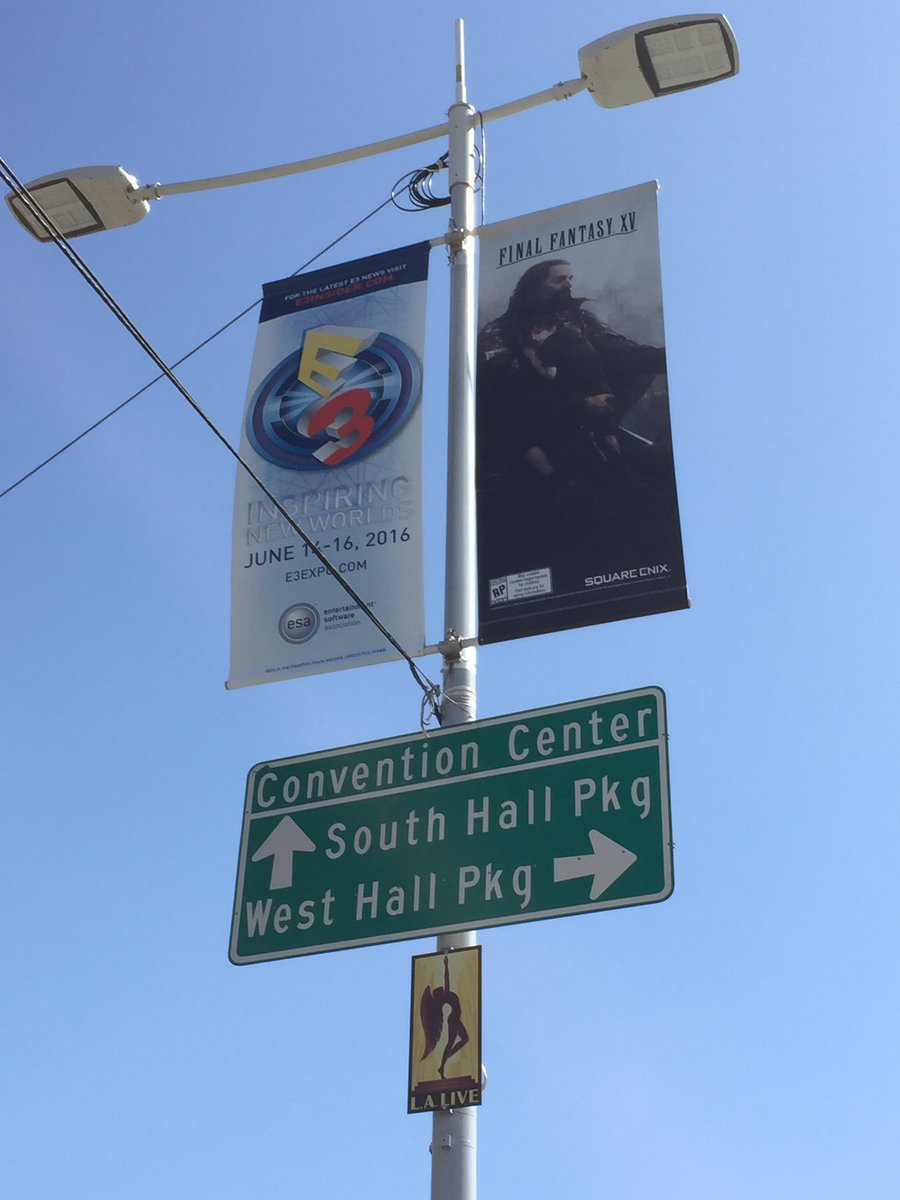 FOR THE LATEST E3 NEWS VISIT
E3INSIDER.COM
E3
INSPIRING
NEW WORLDS
JUNE 14-16, 2016
E3EXPO.COM
esa
entertainment
software
association
FINAL FANTASY XV
RP
SQUARE ENIX
Convention Center
South Hall Pkg
West Hall Pkg
L.A. LIVE